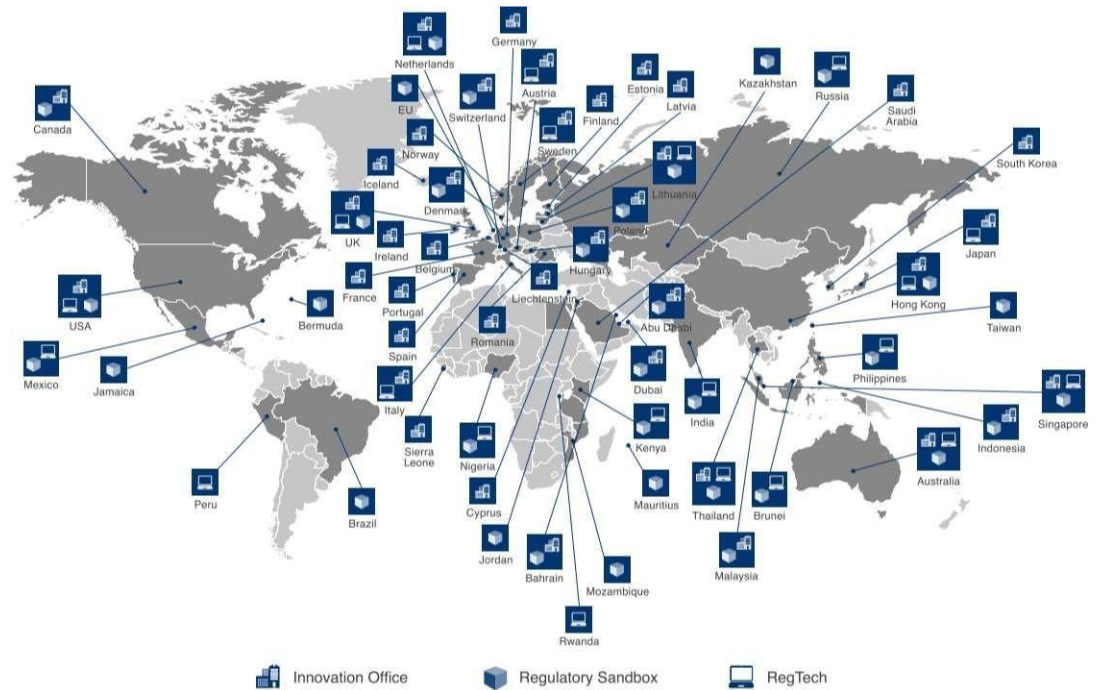 Germany
Netherlands
Austria
Estonia
Kazakhstan
Russia
EU
Switzerland
Latvia
Saudi
Arabia
Canada
Finland
Norway
Sweden
South Korea
Iceland
Lithuania
Denmark
Poland
UK
Ireland
Japan
Belgium
Hungary
France
Liechtenstein
Hong Kong
USA
Bermuda
Portugal
Abu Dhabi
Taiwan
Romania
Spain
Mexico
Jamaica
Dubai
Philippines
Italy
India
Singapore
Sierra
Leone
Nigeria
Kenya
Indonesia
Peru
Brazil
Cyprus
Mauritius
Thailand
Brunei
Australia
Jordan
Bahrain
Malaysia
Mozambique
Rwanda
Innovation Office
Regulatory Sandbox
RegTech